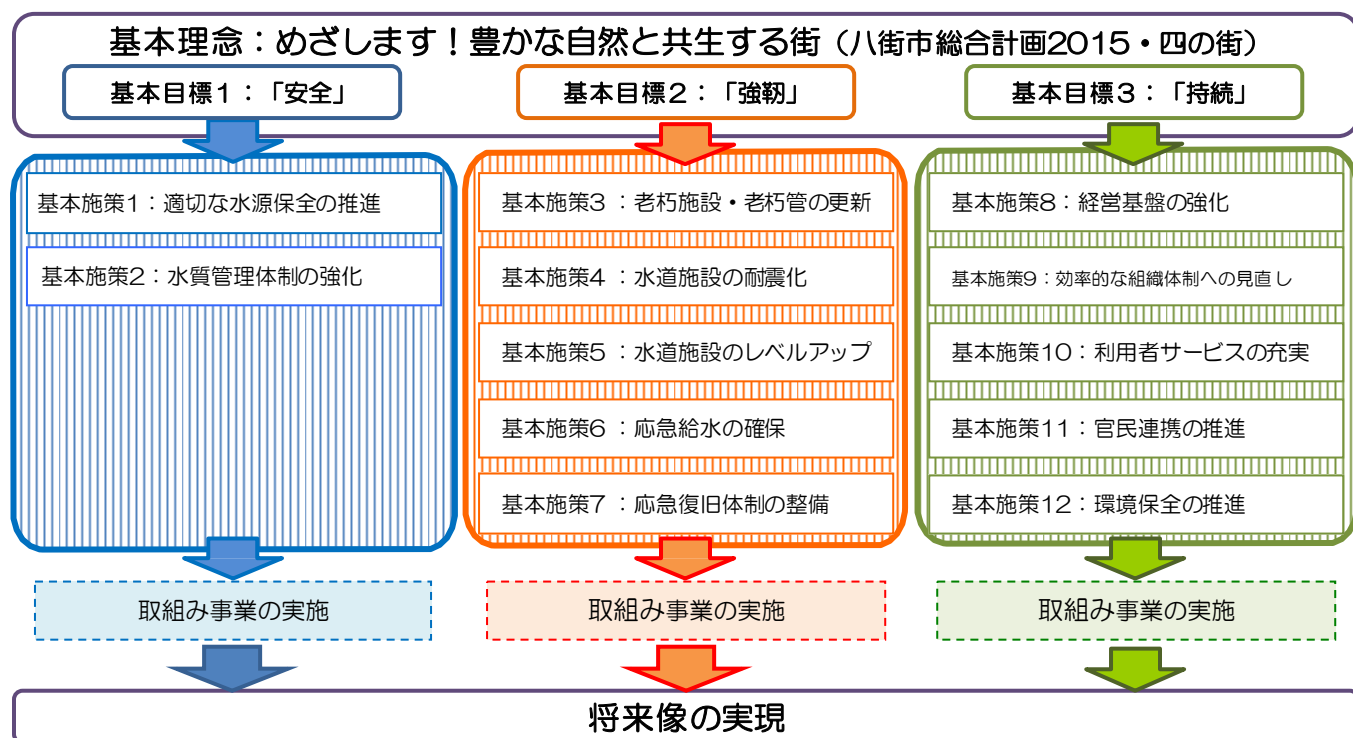 基本理念：めざします！豊かな自然と共生する街（八街市総合計画2015・四の街）
基本目標１：「安全」
基本目標２：「強靭」
基本目標３：「持続」
基本施策1：適切な水源保全の推進
基本施策2：水質管理体制の強化
基本施策3：老朽施設・老朽管の更新
基本施策4：水道施設の耐震化
基本施策5：水道施設のレベルアップ
基本施策6：応急給水の確保
基本施策7：応急復旧体制の整備
基本施策8：経営基盤の強化
基本施策9：効率的な組織体制への見直し
基本施策10：利用者サービスの充実
基本施策11：官民連携の推進
基本施策12：環境保全の推進
取組み事業の実施
取組み事業の実施
取組み事業の実施
将来像の実現